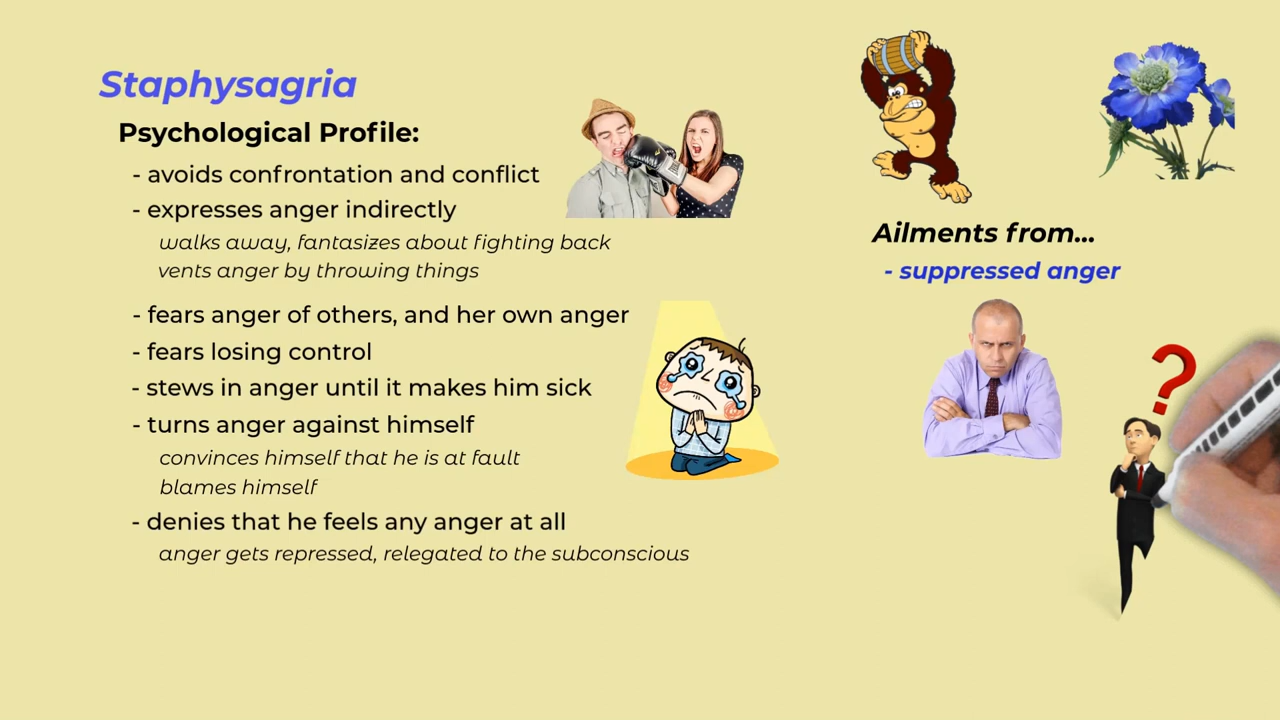 Staphysagria
Psychological Profile:
- avoids confrontation and conflict
- expresses anger indirectly
walks away, fantasizes about fighting back
vents anger by throwing things
- fears anger of others, and her own anger
- fears losing control
- stews in anger until it makes him sick
- turns anger against himself
convinces himself that he is at fault
blames himself
- denies that he feels any anger at all
anger gets repressed, relegated to the subconscious
Ailments from...
- suppressed anger
?